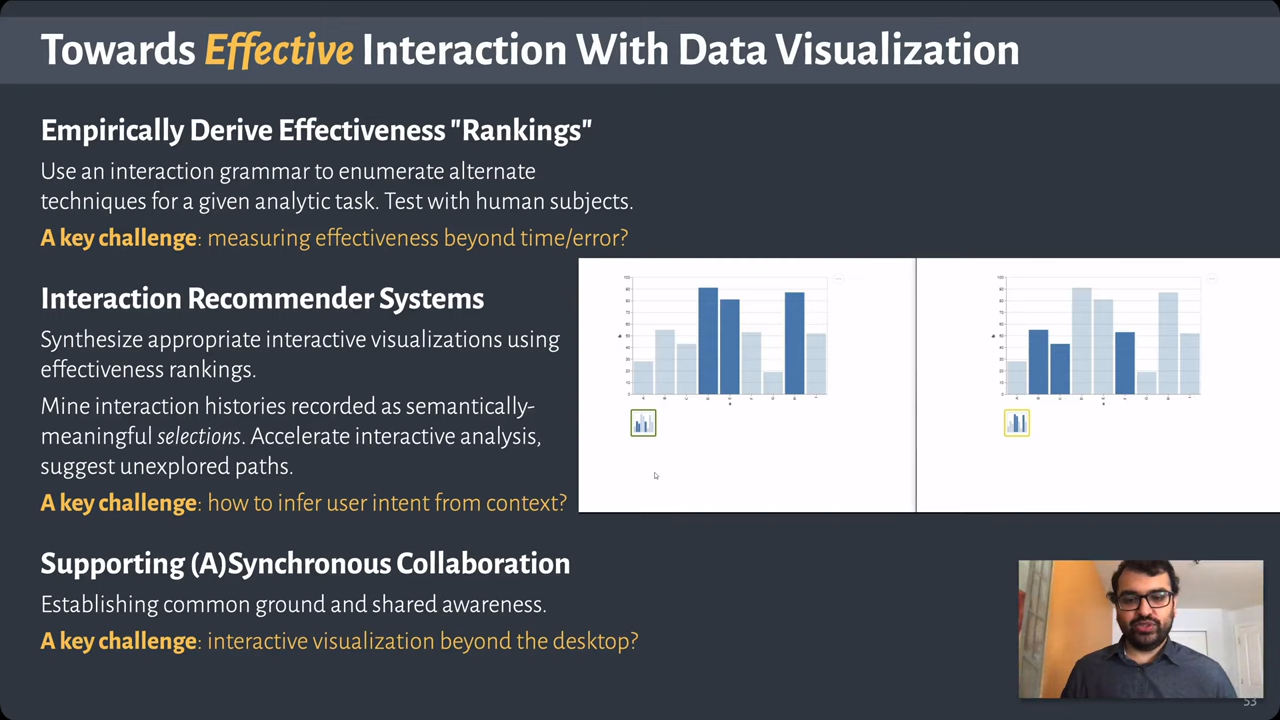 Towards Effective Interaction With Data Visualization
Empirically Derive Effectiveness "Rankings"
Use an interaction grammar to enumerate alternate
techniques for a given analytic task. Test with human subjects.
A key challenge: measuring effectiveness beyond time/error?
Interaction Recommender Systems
Synthesize appropriate interactive visualizations using
effectiveness rankings.
Mine interaction histories recorded as semantically-
meaningful selections. Accelerate interactive analysis,
suggest unexplored paths.
A key challenge: how to infer user intent from context?
Supporting (A)Synchronous Collaboration
Establishing common ground and shared awareness.
A key challenge: interactive visualization beyond the desktop?
53